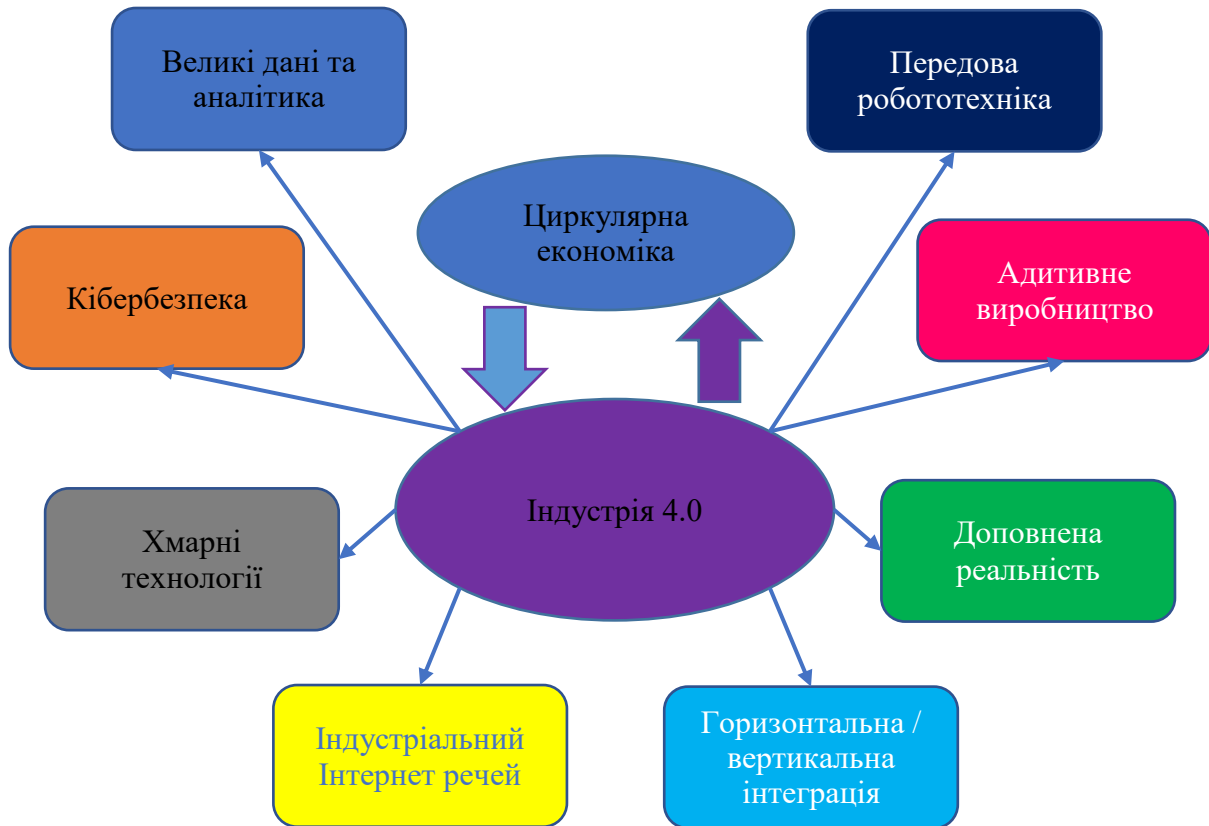 Великі дані та
аналітика
Передова
робототехніка
Циркулярна
економіка
Кібербезпека
Адитивне
виробництво
Індустрія 4.0
Хмарні
технології
Доповнена
реальність
Індустріальний
Інтернет речей
Горизонтальна /
вертикальна
інтеграція